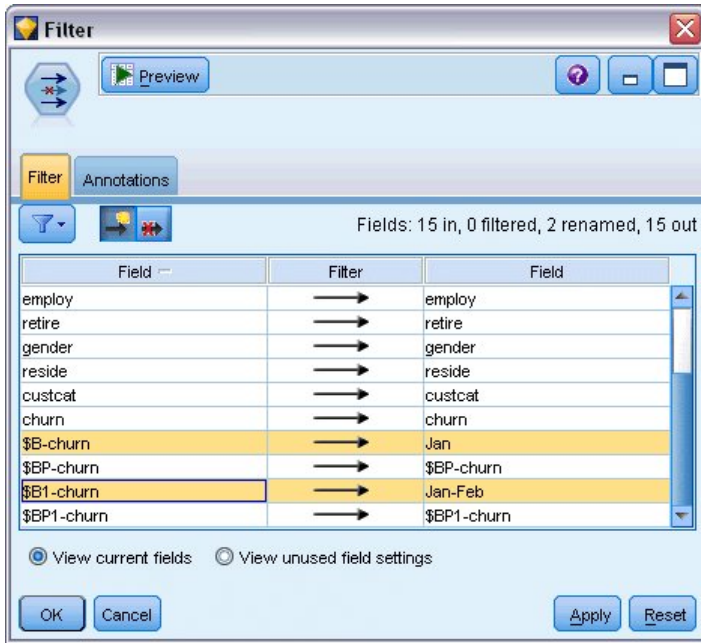 Filter
Preview
Filter Annotations
Fields: 15 in, 0 filtered, 2 renamed, 15 out
Field Filter Field
employ employ
retire retire
gender gender
reside reside
custcat custcat
churn churn
$B-churn Jan
$BP-churn $BP-churn
$B1-churn Jan-Feb
$BP1-churn $BP1-churn
View current fields View unused field settings
OK Cancel Apply Reset